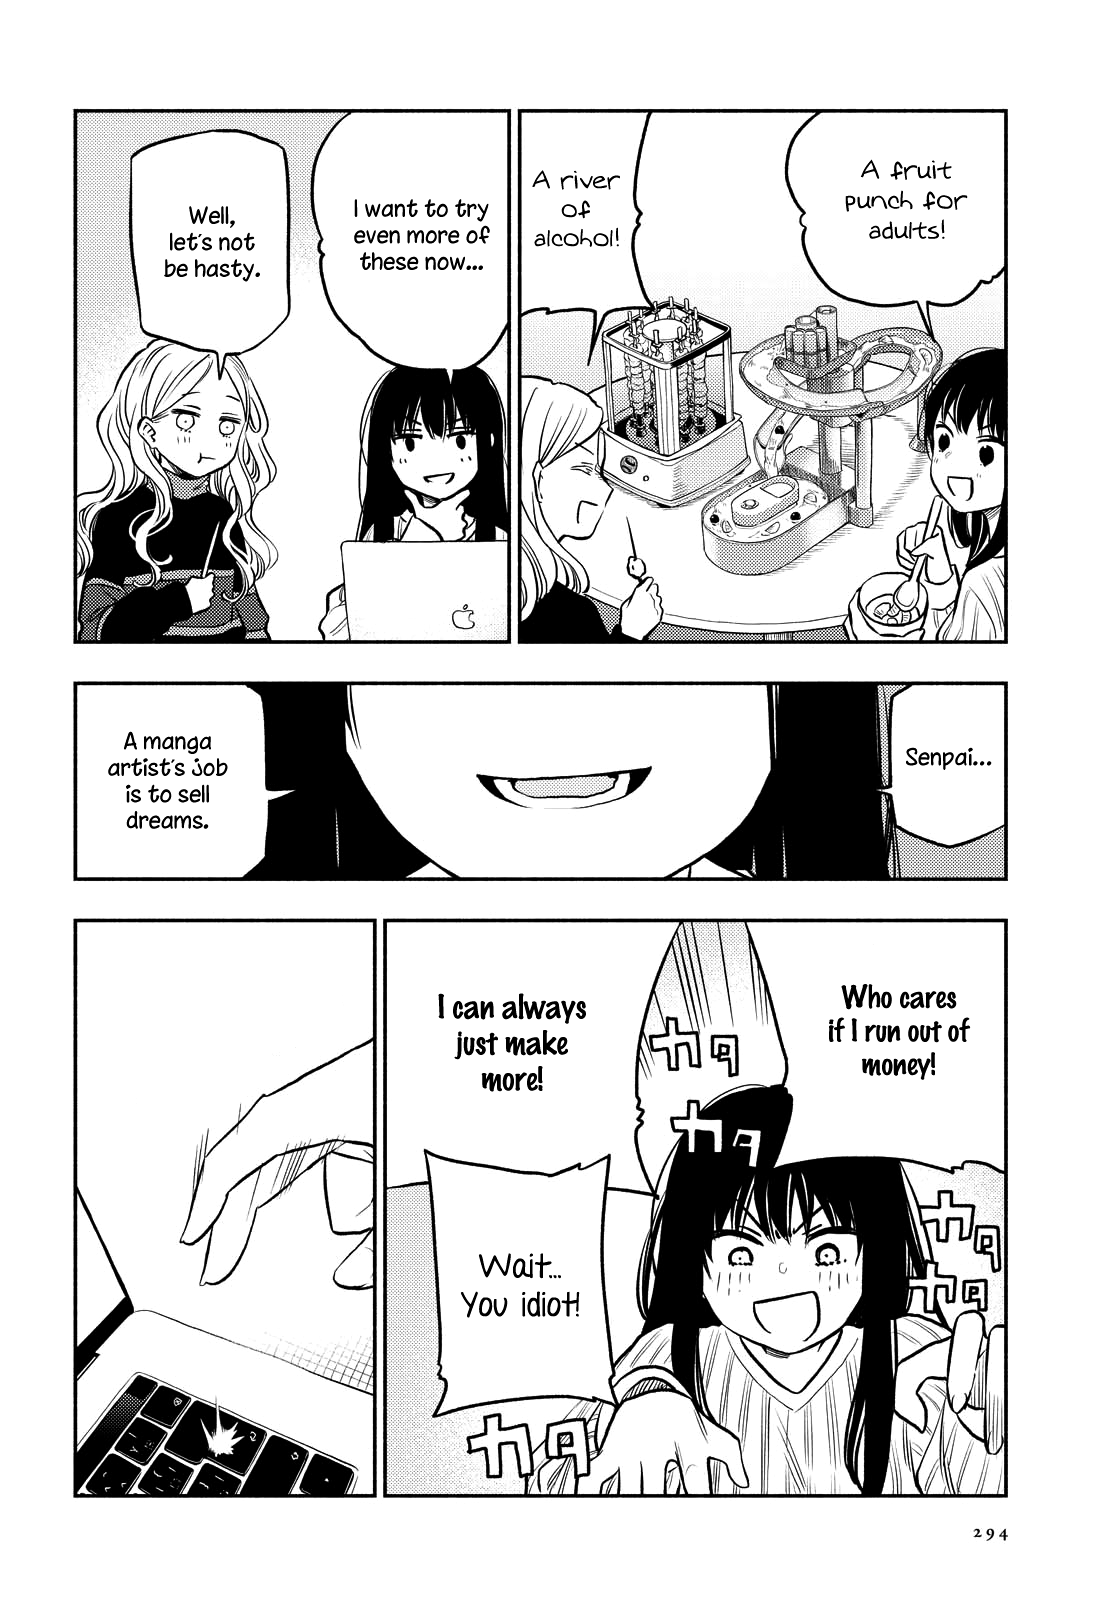 A fruit
punch for
adults!
A river
of
alcohol!
I want to try
even more of
these now...
Well,
let's not
be hasty.
Senpai...
A manga
artist's job
is to sell
dreams.
Who cares
if I run out of
money!
I can always
just make
more!
カタ
カタ
カタ
カタ
Wait...
You idiot!
カタ
294